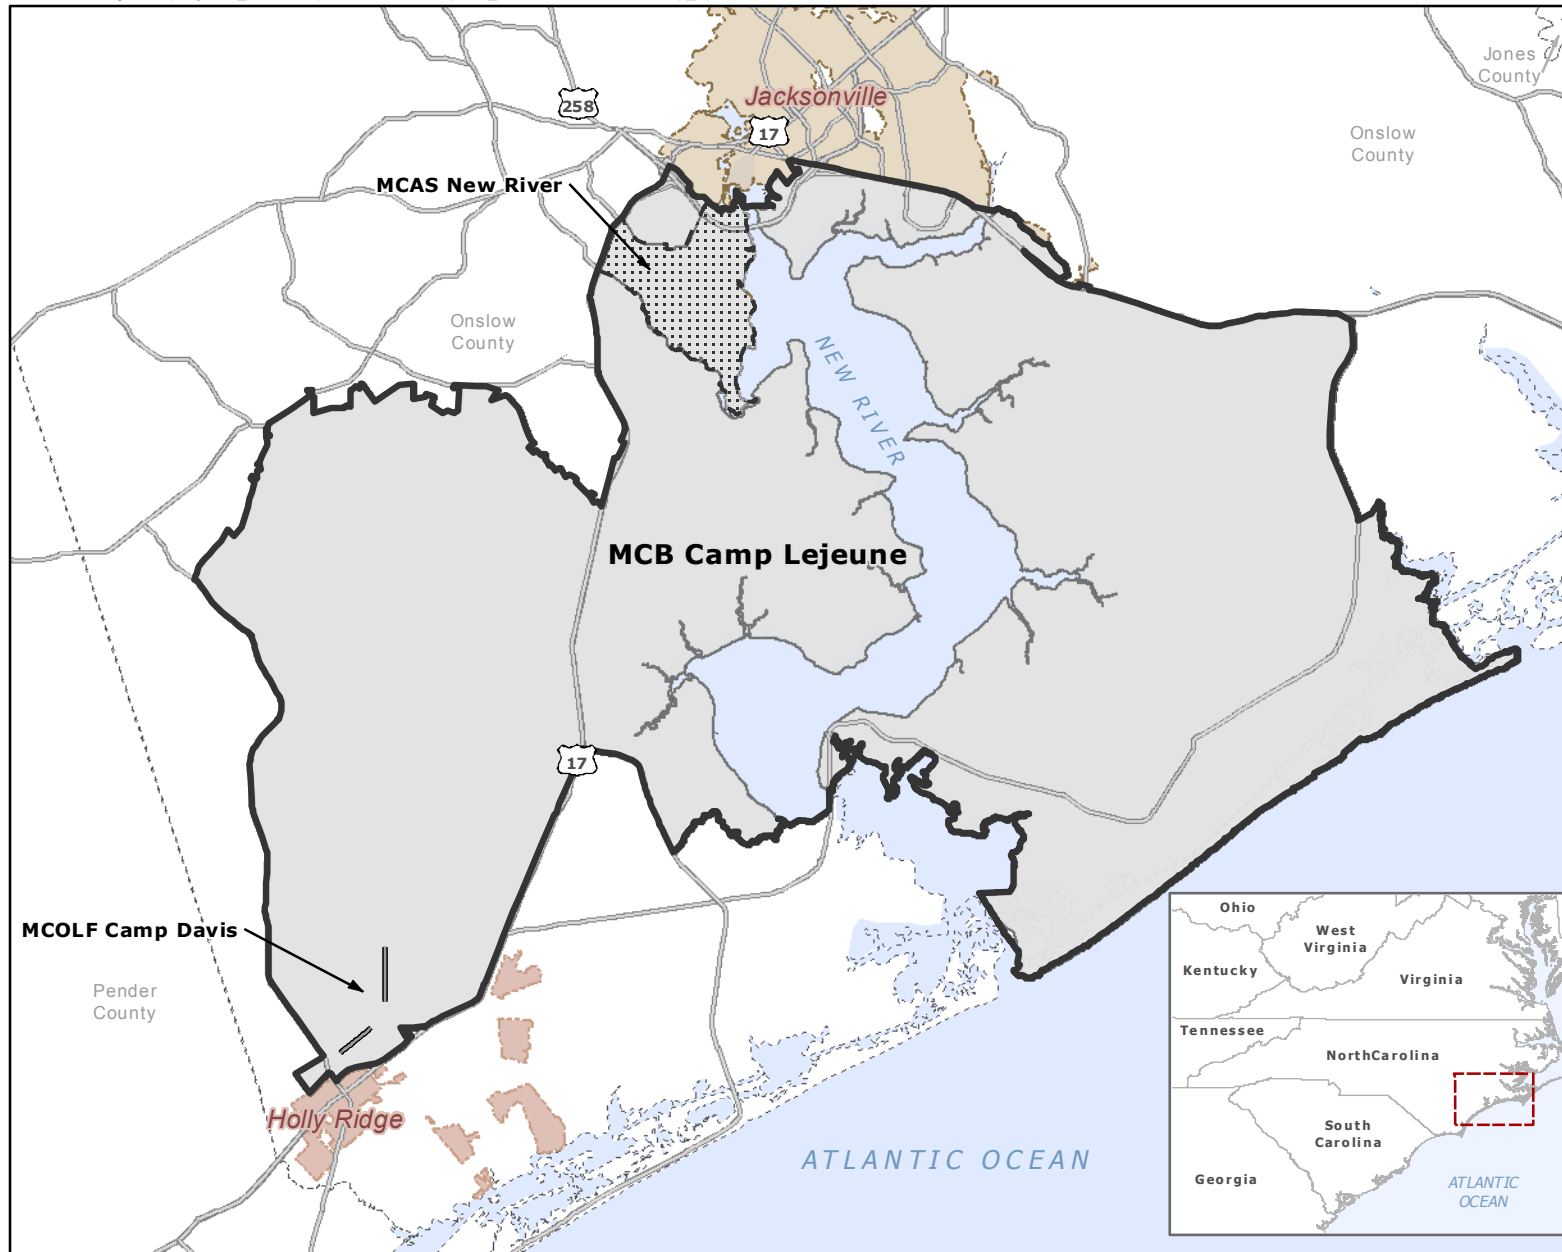 Jones
County
258
Jacksonville
17
Onslow
County
MCAS New River
Onslow
County
NEW RIVER
MCB Camp Lejeune
17
MCOLF Camp Davis
Pender
County
Holly Ridge
ATLANTIC OCEAN
Ohio
West
Virginia
Kentucky
Virginia
Tennessee
NorthCarolina
South
Carolina
Georgia
ATLANTIC
OCEAN